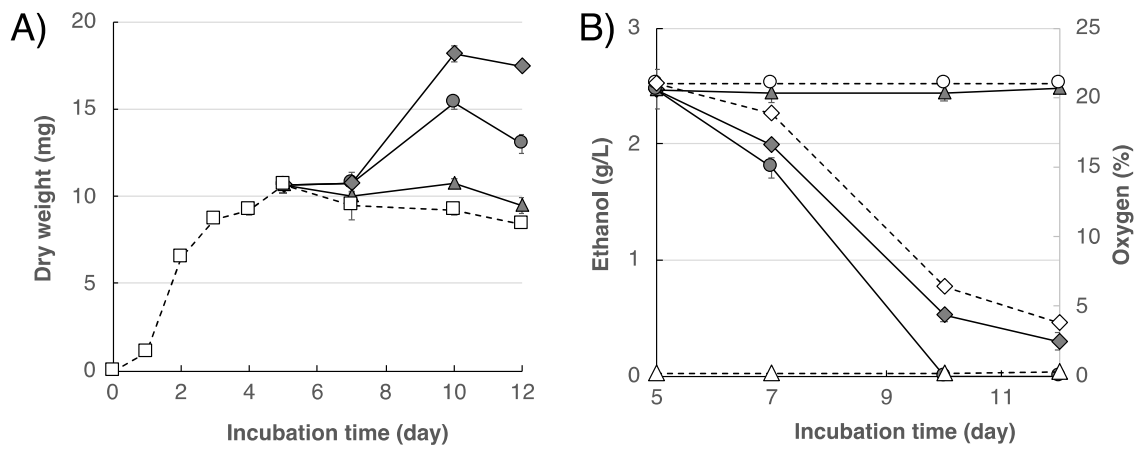 A)
20
15
10
5
0
Dry weight (mg)
0 2 4 6 8 10 12
Incubation time (day)
B)
3
2
1
0
Ethanol (g/L)
25
20
15
10
5
0
Oxygen (%)
5 7 9 11
Incubation time (day)